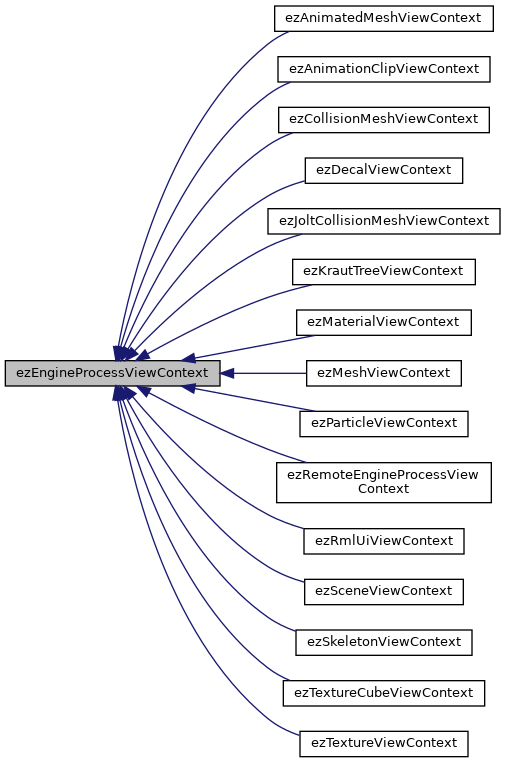 ezAnimatedMeshViewContext
ezAnimationClipViewContext
ezCollisionMeshViewContext
ezDecalViewContext
ezJoltCollisionMeshViewContext
ezKrautTreeViewContext
ezMaterialViewContext
ezEngineProcessViewContext
ezMeshViewContext
ezParticleViewContext
ezRemoteEngineProcessView
Context
ezRmlUiViewContext
ezSceneViewContext
ezSkeletonViewContext
ezTextureCubeViewContext
ezTextureViewContext